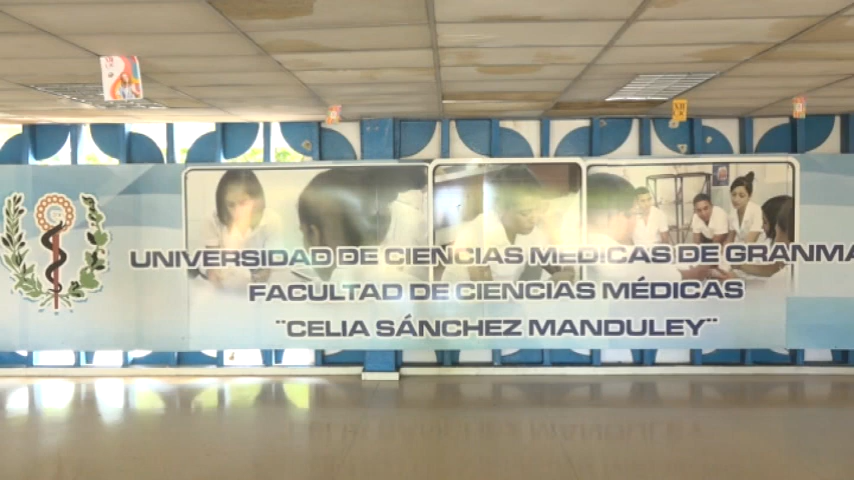 UNIVERSIDAD DE CIENCIAS MÉDICAS DE GRANMA
FACULTAD DE CIENCIAS MÉDICAS
¨CELIA SÁNCHEZ MANDULEY¨